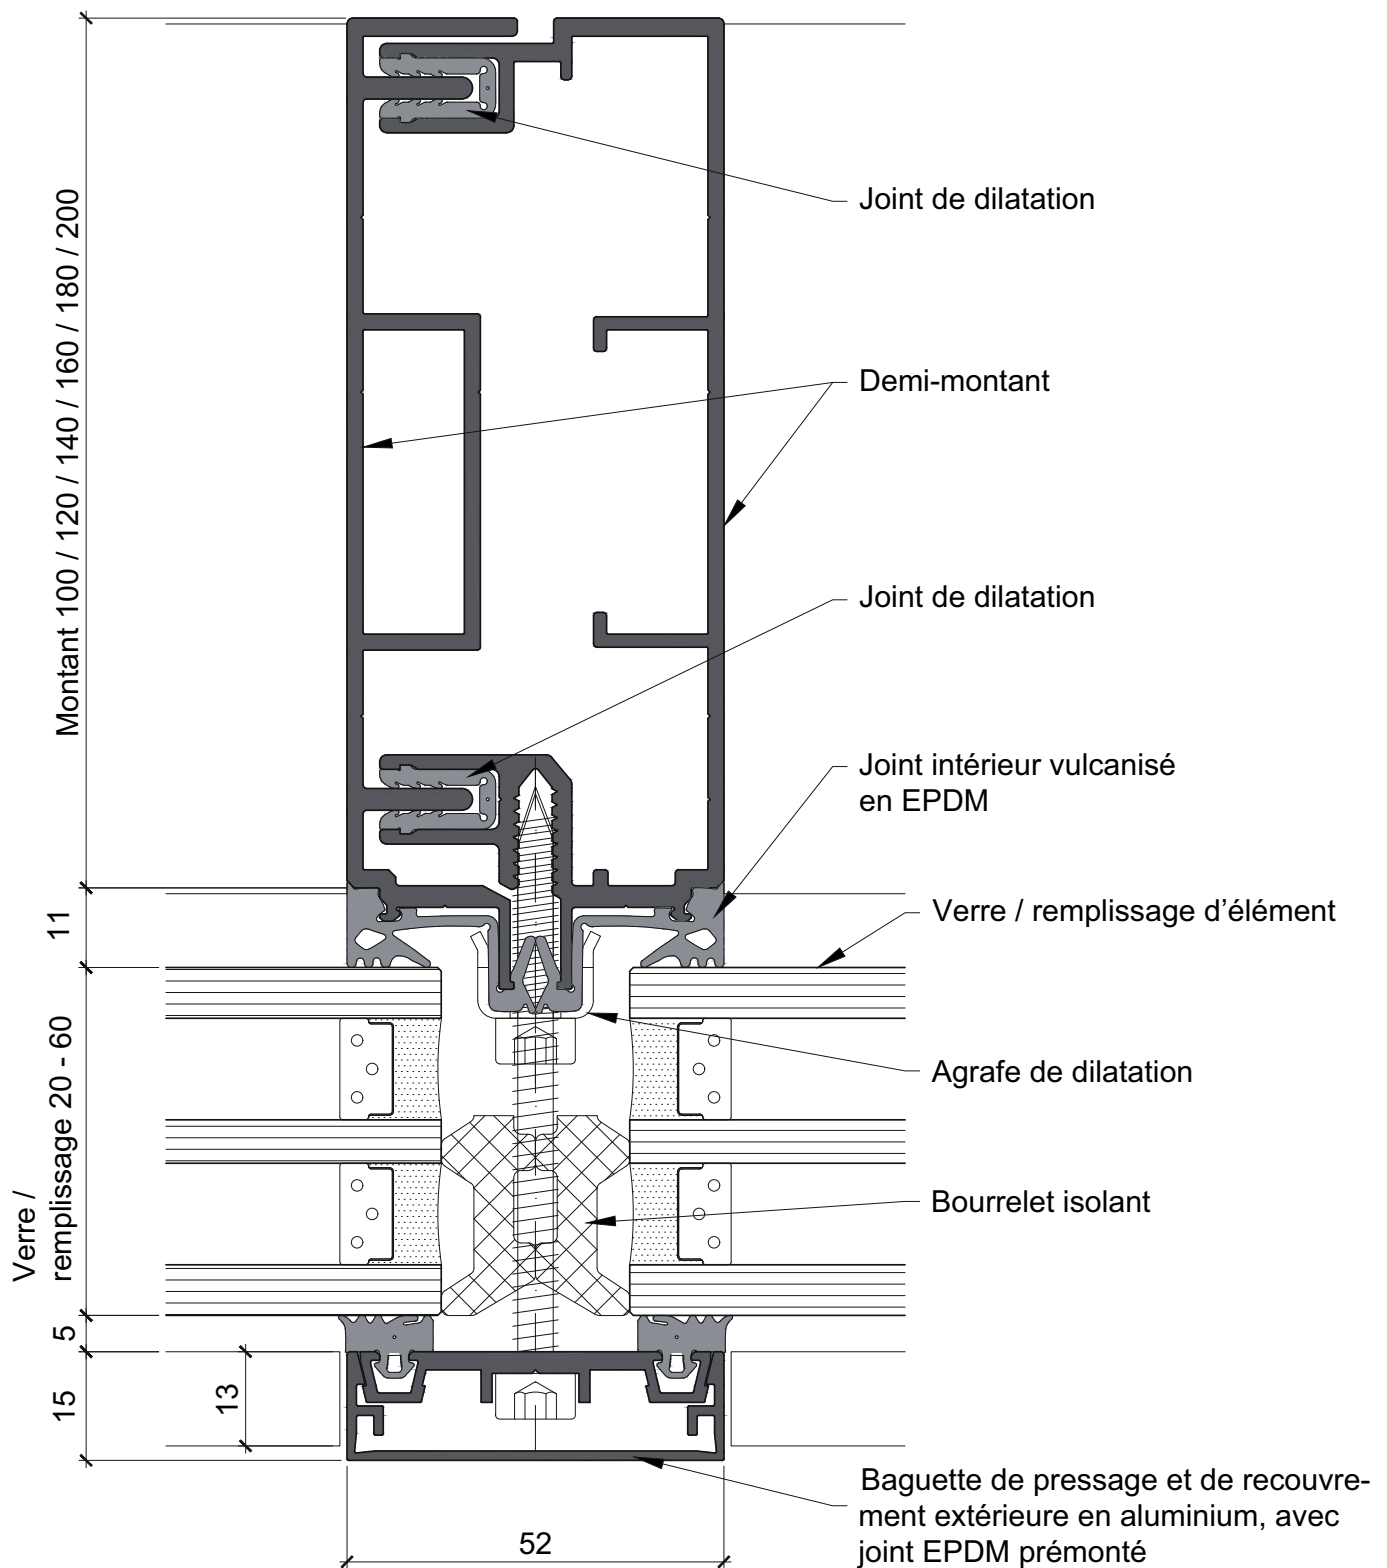 Joint de dilatation
Montant 100 / 120 / 140 / 160 / 180 / 200
Demi-montant
Joint de dilatation
Joint intérieur vulcanisé
en EPDM
11
Verre / remplissage d’elément
Verre /
remplissage 20 - 60
Agrafe de dilatation
Bourrelet isolant
5
15
13
Baguette de pressage et de recouvre-
ment extérieure en aluminium, avec
joint EPDM prémonté
52